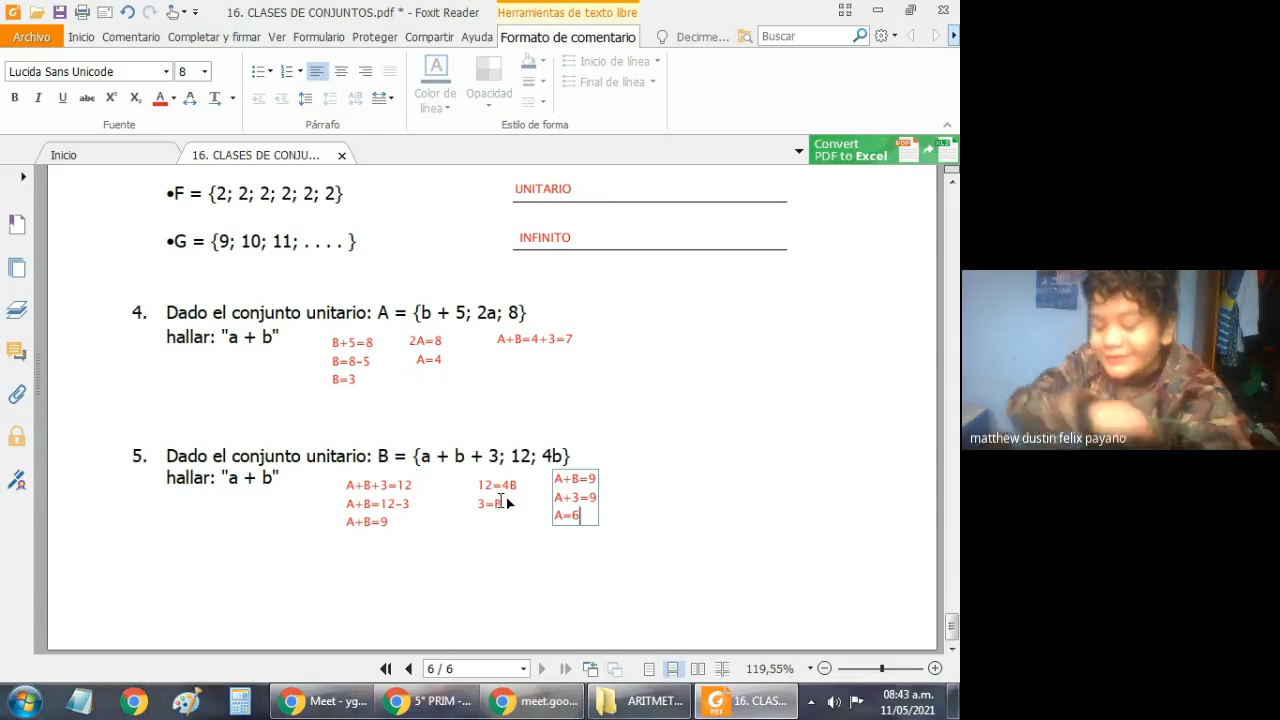 16. CLASES DE CONJUNTOS.pdf * - Foxit Reader
Herramientas de texto libre
Archivo Inicio Comentario Completar y firmar Ver Formulario Proteger Compartir Ayuda Formato de comentario Decirme... Buscar
Lucida Sans Unicode 8
Color de línea
Opacidad
Inicio de línea
Final de línea
Fuente Párrafo Estilo de forma
Inicio 16. CLASES DE CONJU...
Convert
PDF to Excel
•F = {2; 2; 2; 2; 2; 2} UNITARIO
•G = {9; 10; 11; . . . . } INFINITO
4. Dado el conjunto unitario: A = {b + 5; 2a; 8}
hallar: "a + b"
B+5=8 2A=8 A+B=4+3=7
B=8-5 A=4
B=3
5. Dado el conjunto unitario: B = {a + b + 3; 12; 4b}
hallar: "a + b"
A+B+3=12 12=4B A+B=9
A+B=12-3 3=B A+3=9
A+B=9 A=6
matthew dustin felix payano
6 / 6 119,55%
Meet - yg... 5° PRIM -... meet.goo... ARITMET... 16. CLAS...
08:43 a.m.
11/05/2021